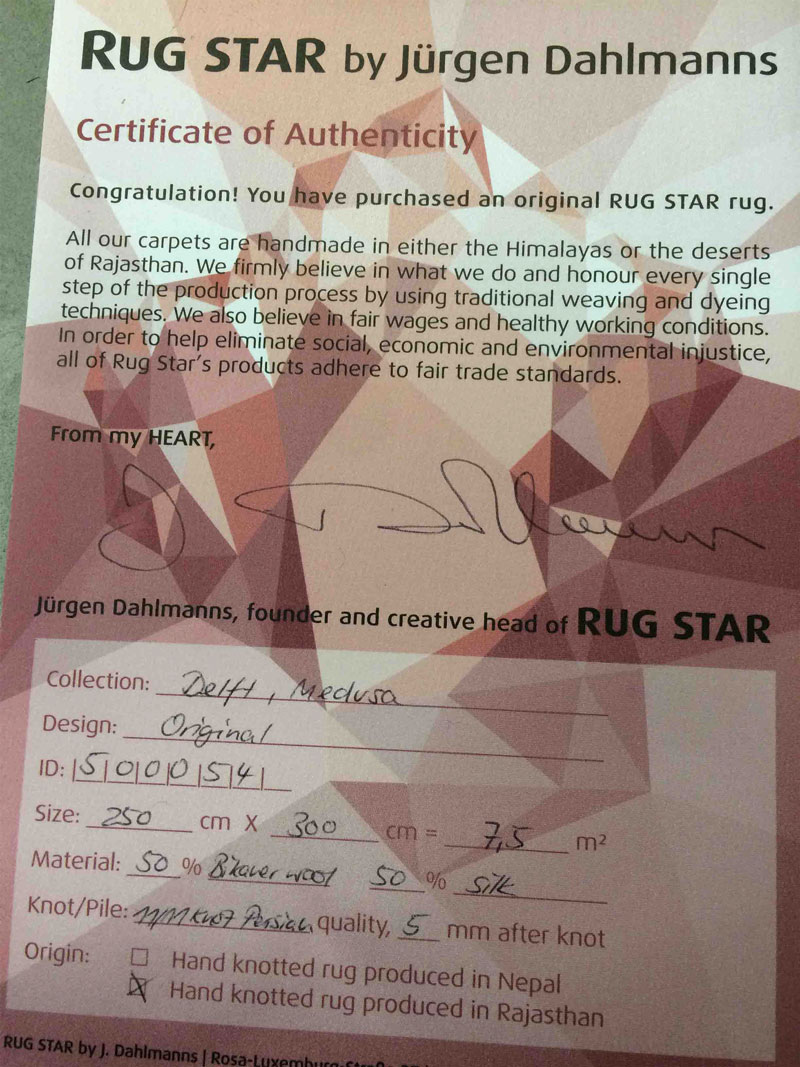 RUG STAR by Jürgen Dahlmanns
Certificate of Authenticity
Congratulation! You have purchased an original RUG STAR rug.
All our carpets are handmade in either the Himalayas or the deserts
of Rajasthan. We firmly believe in what we do and honour every single
step of the production process by using traditional weaving and dyeing
techniques. We also believe in fair wages and healthy working conditions.
In order to help eliminate social, economic and environmental injustice,
all of Rug Star's products adhere to fair trade standards.
From my HEART,
Jürgen Dahlmanns, founder and creative head of RUG STAR
Collection: Delft, Medusa
Design: Original
ID: |5|0|0|0|5|4|
Size: 250 cm X 300 cm = 7,5 m²
Material: 50 % wool 50 % Silk
Knot/Pile: Persian quality, 5 mm after knot
Origin: ☐ Hand knotted rug produced in Nepal
☒ Hand knotted rug produced in Rajasthan
RUG STAR by J. Dahlmanns | Rosa-Luxemburg-